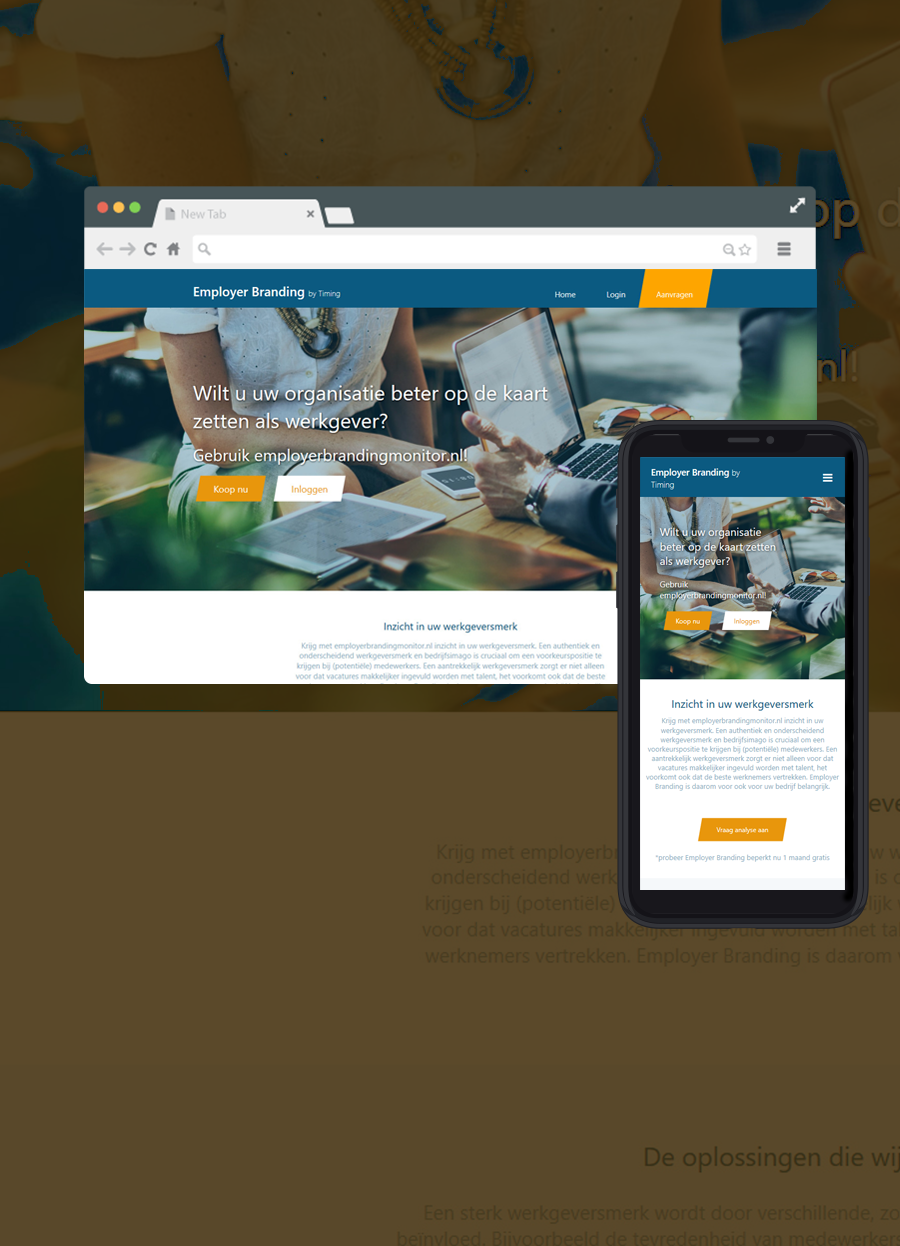 op d
New Tab
Employer Branding by Timing
Home Login Aanvragen
nl!
Wilt u uw organisatie beter op de kaart
zetten als werkgever?
Gebruik employerbrandingmonitor.nl!
Koop nu Inloggen
Inzicht in uw werkgeversmerk
Krijg met employerbrandingmonitor.nl inzicht in uw werkgeversmerk. Een authentiek en
onderscheidend werkgeversmerk en bedrijfsimago is cruciaal om een voorkeurspositie te
krijgen bij (potentiële) medewerkers. Een aantrekkelijk werkgeversmerk zorgt er niet alleen
voor dat vacatures makkelijker ingevuld worden met talent, het voorkomt ook dat de beste
Employer Branding by
Timing
Wilt u uw organisatie
beter op de kaart zetten
als werkgever?
Gebruik
employerbrandingmonitor.nl!
Koop nu Inloggen
Inzicht in uw werkgeversmerk
Krijg met employerbrandingmonitor.nl inzicht in uw
werkgeversmerk. Een authentiek en onderscheidend
werkgeversmerk en bedrijfsimago is cruciaal om een
voorkeurspositie te krijgen bij (potentiële) medewerkers. Een
aantrekkelijk werkgeversmerk zorgt er niet alleen voor dat
vacatures makkelijker ingevuld worden met talent, het
voorkomt ook dat de beste werknemers vertrekken. Employer
Branding is daarom voor ook voor uw bedrijf belangrijk.
Vraag analyse aan
*probeer Employer Branding beperkt nu 1 maand gratis
eve
Krijg met employerbr w w
onderscheidend werk is c
krijgen bij (potentiële) lijk
voor dat vacatures makkelijker ingevuld worden met ta
werknemers vertrekken. Employer Branding is daarom v
De oplossingen die wij
Een sterk werkgeversmerk wordt door verschillende, zo
beïnvloed. Bijvoorbeeld de tevredenheid van medewerkers